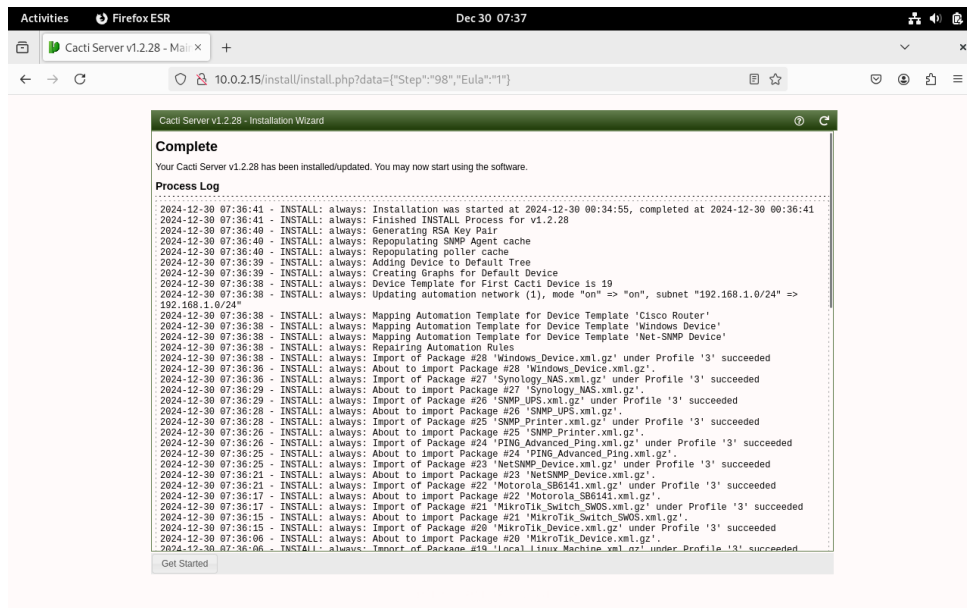 Activities Firefox ESR Dec 30 07:37
Cacti Server v1.2.28 - Mai
10.0.2.15/install/install.php?data={"Step":"98","Eula":"1"}
Cacti Server v1.2.28 - Installation Wizard
Complete
Your Cacti Server v1.2.28 has been installed/updated. You may now start using the software.
Process Log
2024-12-30 07:36:41 - INSTALL: always: Installation was started at 2024-12-30 00:34:55, completed at 2024-12-30 00:36:41
2024-12-30 07:36:41 - INSTALL: always: Finished INSTALL Process for v1.2.28
2024-12-30 07:36:40 - INSTALL: always: Generating RSA Key Pair
2024-12-30 07:36:40 - INSTALL: always: Repopulating SNMP Agent cache
2024-12-30 07:36:40 - INSTALL: always: Repopulating poller cache
2024-12-30 07:36:39 - INSTALL: always: Adding Device to Default Tree
2024-12-30 07:36:39 - INSTALL: always: Creating Graphs for Default Device
2024-12-30 07:36:38 - INSTALL: always: Device Template for First Cacti Device is 19
2024-12-30 07:36:38 - INSTALL: always: Updating automation network (1), mode "on" => "on", subnet "192.168.1.0/24" =>
192.168.1.0/24"
2024-12-30 07:36:38 - INSTALL: always: Mapping Automation Template for Device Template 'Cisco Router'
2024-12-30 07:36:38 - INSTALL: always: Mapping Automation Template for Device Template 'Windows Device'
2024-12-30 07:36:38 - INSTALL: always: Mapping Automation Template for Device Template 'Net-SNMP Device'
2024-12-30 07:36:38 - INSTALL: always: Repairing Automation Rules
2024-12-30 07:36:38 - INSTALL: always: Import of Package #28 'Windows_Device.xml.gz' under Profile '3' succeeded
2024-12-30 07:36:36 - INSTALL: always: About to import Package #28 'Windows_Device.xml.gz'.
2024-12-30 07:36:36 - INSTALL: always: Import of Package #27 'Synology_NAS.xml.gz' under Profile '3' succeeded
2024-12-30 07:36:29 - INSTALL: always: About to import Package #27 'Synology_NAS.xml.gz'.
2024-12-30 07:36:29 - INSTALL: always: Import of Package #26 'SNMP_UPS.xml.gz' under Profile '3' succeeded
2024-12-30 07:36:28 - INSTALL: always: About to import Package #26 'SNMP_UPS.xml.gz'.
2024-12-30 07:36:28 - INSTALL: always: Import of Package #25 'SNMP_Printer.xml.gz' under Profile '3' succeeded
2024-12-30 07:36:26 - INSTALL: always: About to import Package #25 'SNMP_Printer.xml.gz'.
2024-12-30 07:36:26 - INSTALL: always: Import of Package #24 'PING_Advanced_Ping.xml.gz' under Profile '3' succeeded
2024-12-30 07:36:25 - INSTALL: always: About to import Package #24 'PING_Advanced_Ping.xml.gz'.
2024-12-30 07:36:25 - INSTALL: always: Import of Package #23 'NetSNMP_Device.xml.gz' under Profile '3' succeeded
2024-12-30 07:36:21 - INSTALL: always: About to import Package #23 'NetSNMP_Device.xml.gz'.
2024-12-30 07:36:21 - INSTALL: always: Import of Package #22 'Motorola_SB6141.xml.gz' under Profile '3' succeeded
2024-12-30 07:36:17 - INSTALL: always: About to import Package #22 'Motorola_SB6141.xml.gz'.
2024-12-30 07:36:17 - INSTALL: always: Import of Package #21 'MikroTik_Switch_SWOS.xml.gz' under Profile '3' succeeded
2024-12-30 07:36:15 - INSTALL: always: About to import Package #21 'MikroTik_Switch_SWOS.xml.gz'.
2024-12-30 07:36:15 - INSTALL: always: Import of Package #20 'MikroTik_Device.xml.gz' under Profile '3' succeeded
2024-12-30 07:36:06 - INSTALL: always: About to import Package #20 'MikroTik_Device.xml.gz'.
2024-12-30 07:36:06 - INSTALL: always: Import of Package #19 'Local_Linux_Machine.xml.gz' under Profile '3' succeeded
Get Started